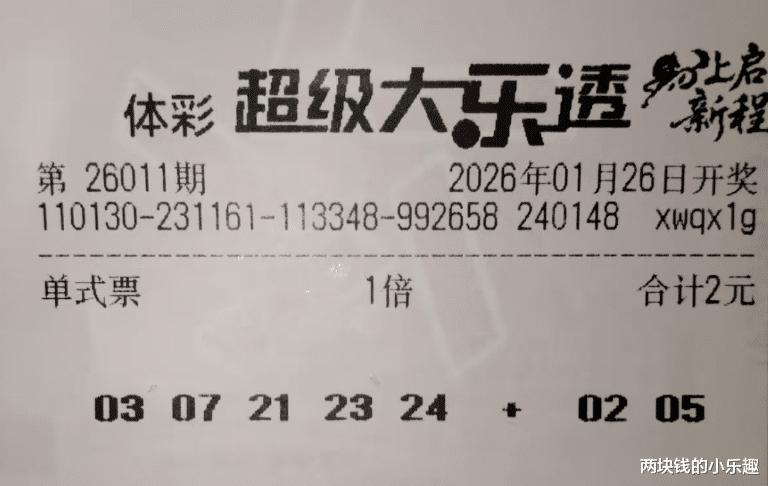 体彩 超级大乐透 马上启
新程
第 26011期 2026年01月26日开奖
110130-231161-113348-992658 240148 xwqx1g
单式票 1倍 合计2元
03 07 21 23 24 + 02 05
两块钱的小乐趣